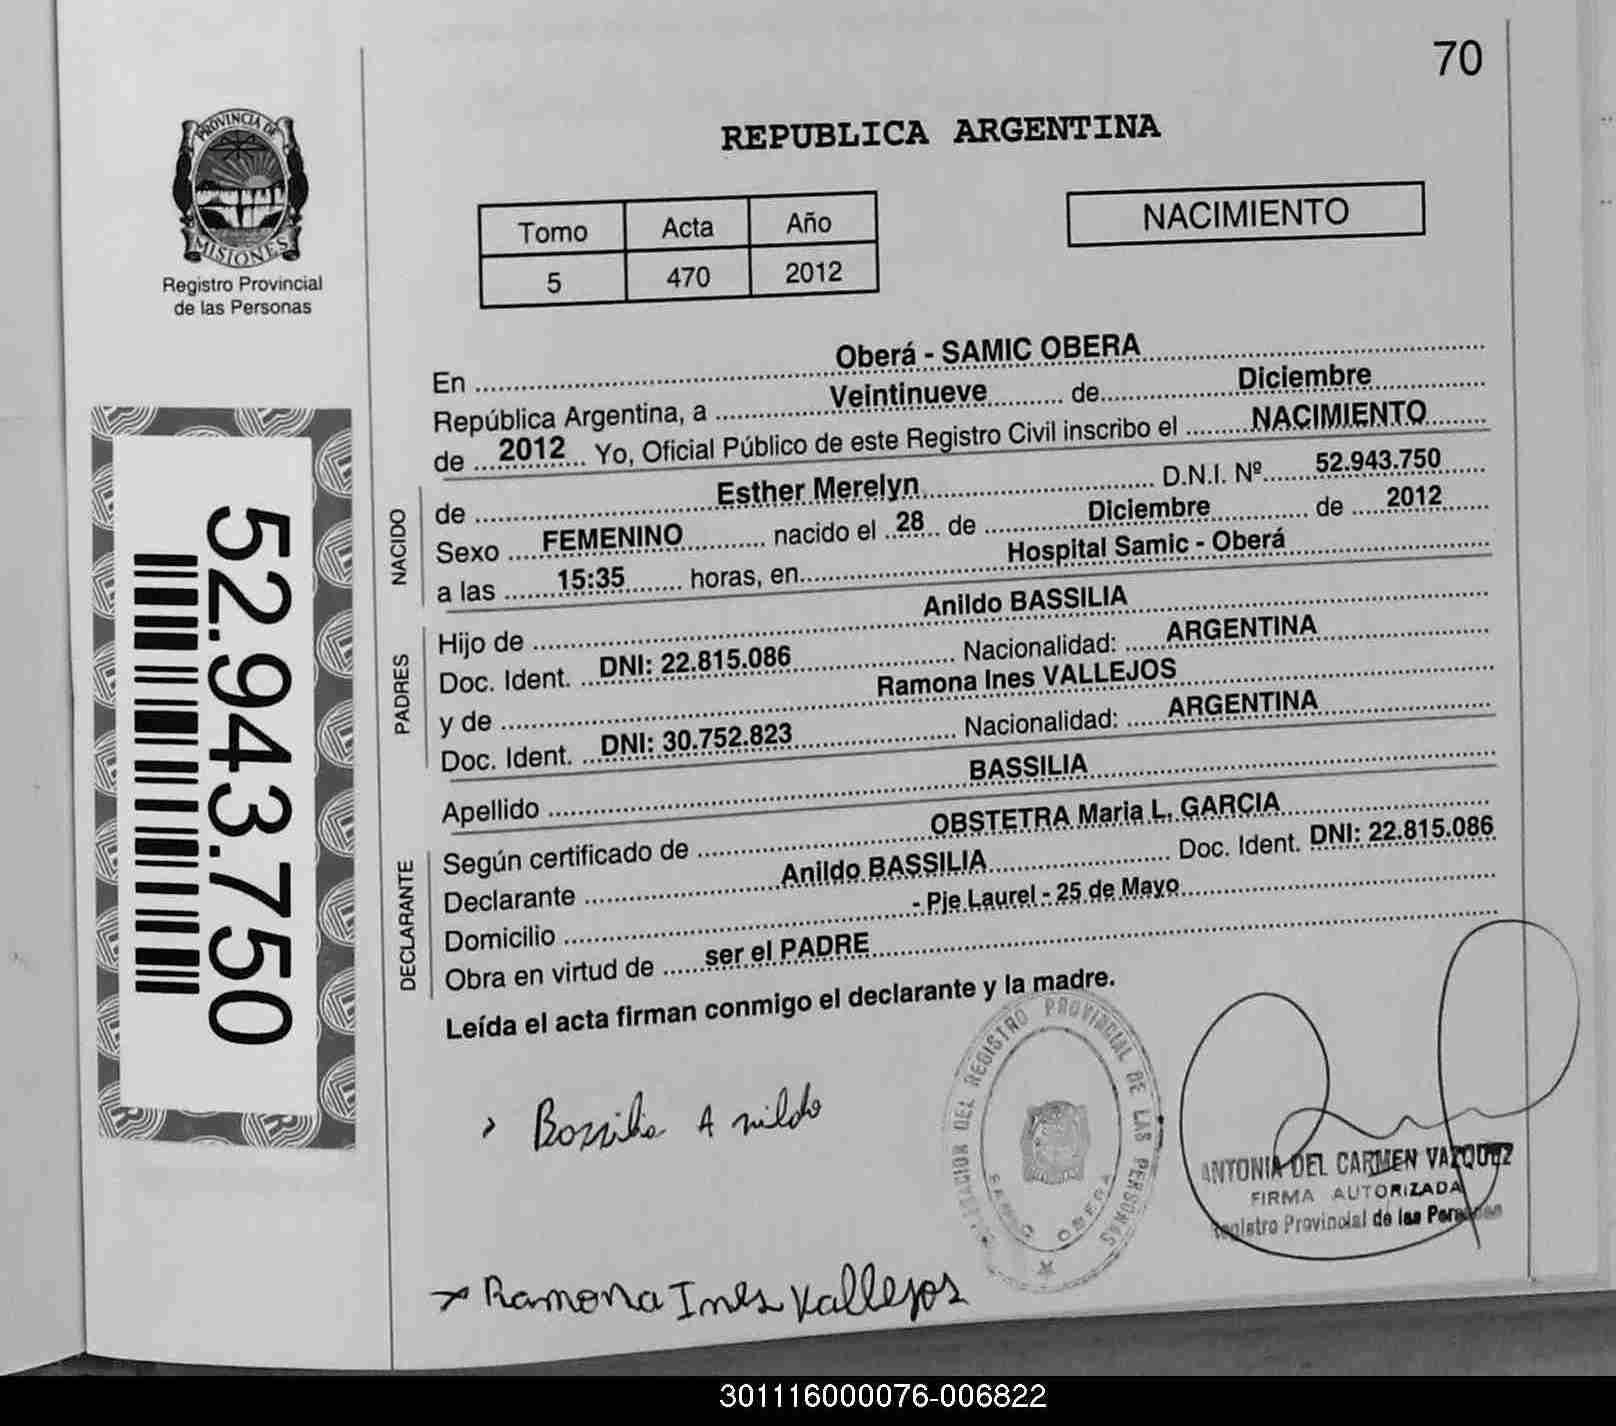 70
PROVINCIA DE
MISIONES
Registro Provincial
de las Personas
REPUBLICA ARGENTINA
Tomo Acta Año
5 470 2012
NACIMIENTO
En Oberá - SAMIC OBERA
República Argentina, a Veintinueve de Diciembre
de 2012 Yo, Oficial Público de este Registro Civil inscribo el NACIMIENTO
NACIDO
de Esther Merelyn D.N.I. Nº 52.943.750
Sexo FEMENINO nacido el 28 de Diciembre de 2012
a las 15:35 horas, en Hospital Samic - Oberá
PADRES
Hijo de Anildo BASSILIA
Doc. Ident. DNI: 22.815.086 Nacionalidad: ARGENTINA
y de Ramona Ines VALLEJOS
Doc. Ident. DNI: 30.752.823 Nacionalidad: ARGENTINA
Apellido BASSILIA
DECLARANTE
Según certificado de OBSTETRA Maria L. GARCIA
Declarante Anildo BASSILIA Doc. Ident. DNI: 22.815.086
Domicilio - Pje Laurel - 25 de Mayo
Obra en virtud de ser el PADRE
Leída el acta firman conmigo el declarante y la madre.
52.943.750
Bassilia Anildo
DEL REGISTRO PROVINCIAL DE LAS PERSONAS
OBERA
ANTONIA DEL CARMEN VAZQUEZ
FIRMA AUTORIZADA
Registro Provincial de las Personas
Ramona Ines Vallejos
301116000076-006822